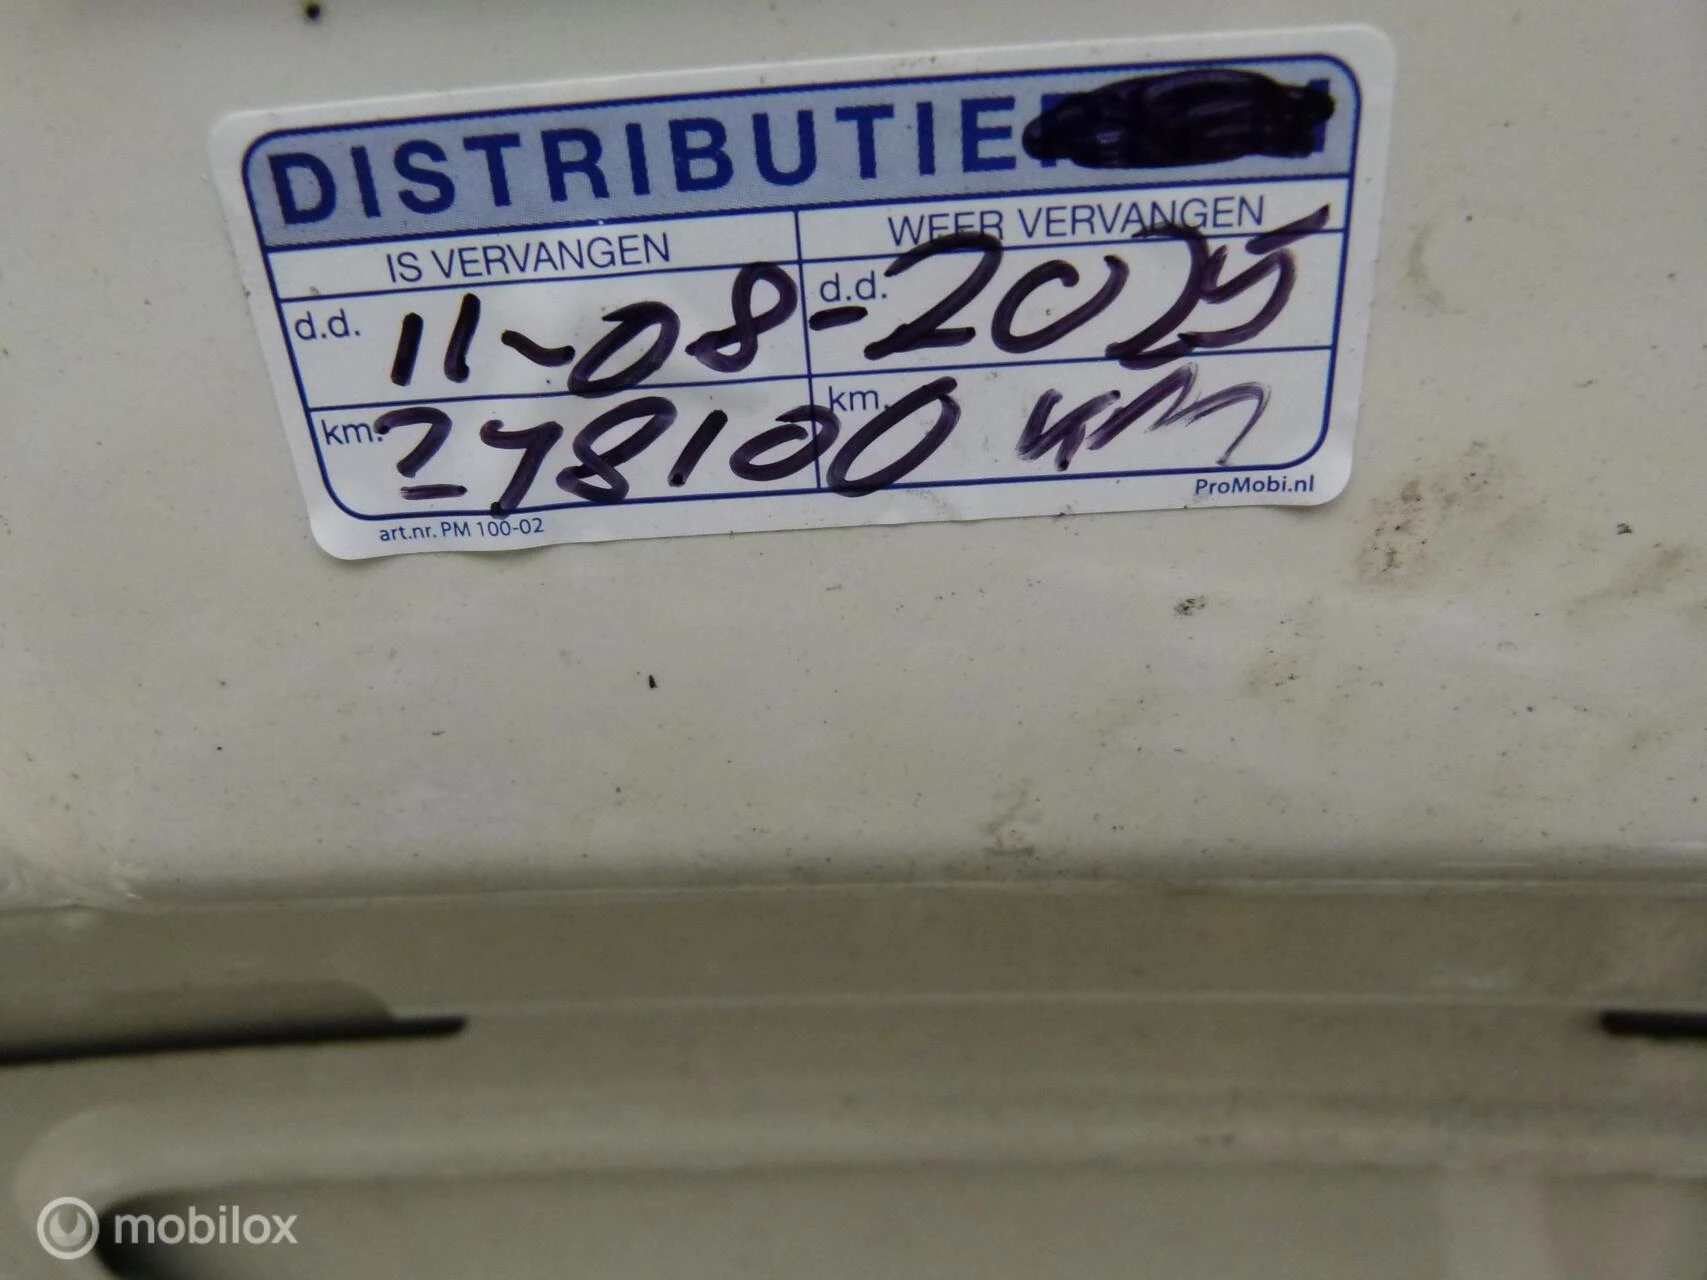 DISTRIBUTIE
IS VERVANGEN WEER VERVANGEN
d.d. 11-08 d.d. -2025
km. 248100 km. KM
art.nr. PM 100-02 ProMobi.nl
mobilox